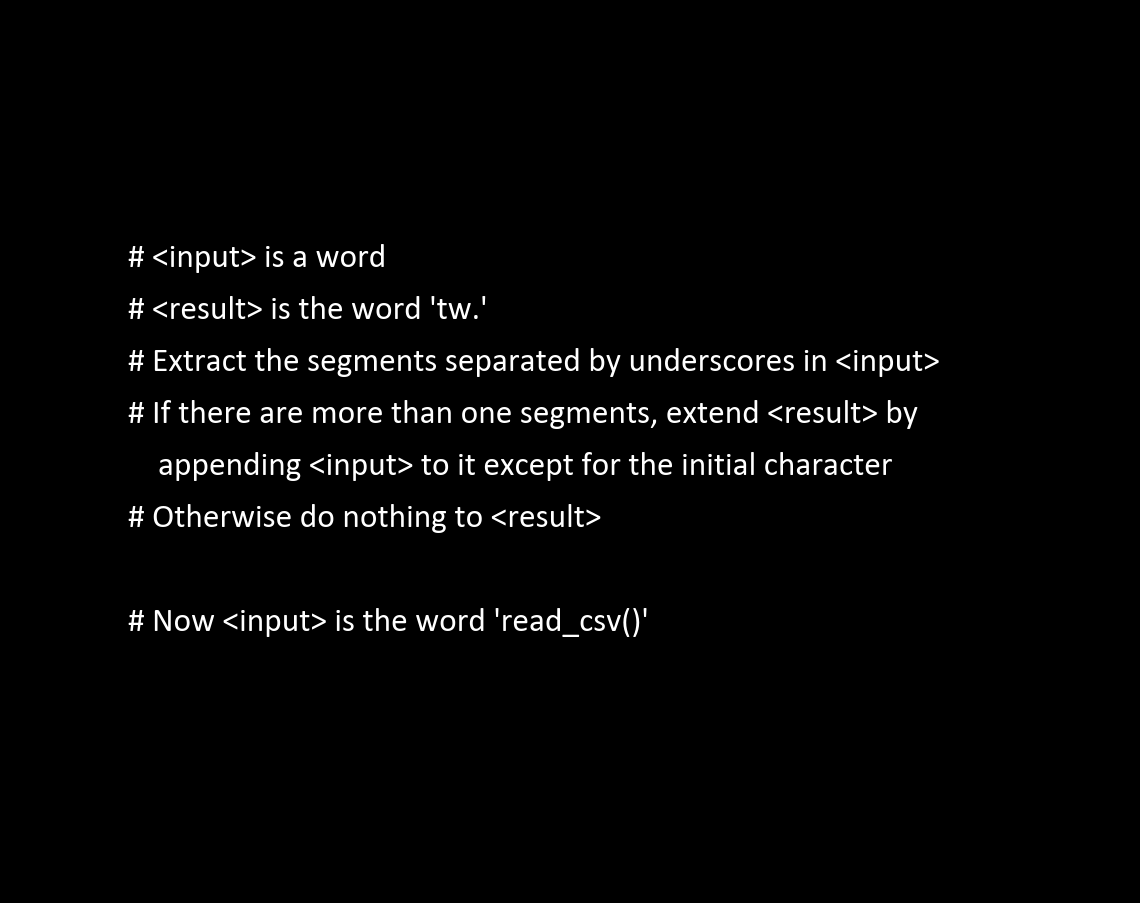 # <input> is a word
# <result> is the word 'tw.'
# Extract the segments separated by underscores in <input>
# If there are more than one segments, extend <result> by
appending <input> to it except for the initial character
# Otherwise do nothing to <result>
# Now <input> is the word 'read_csv()'